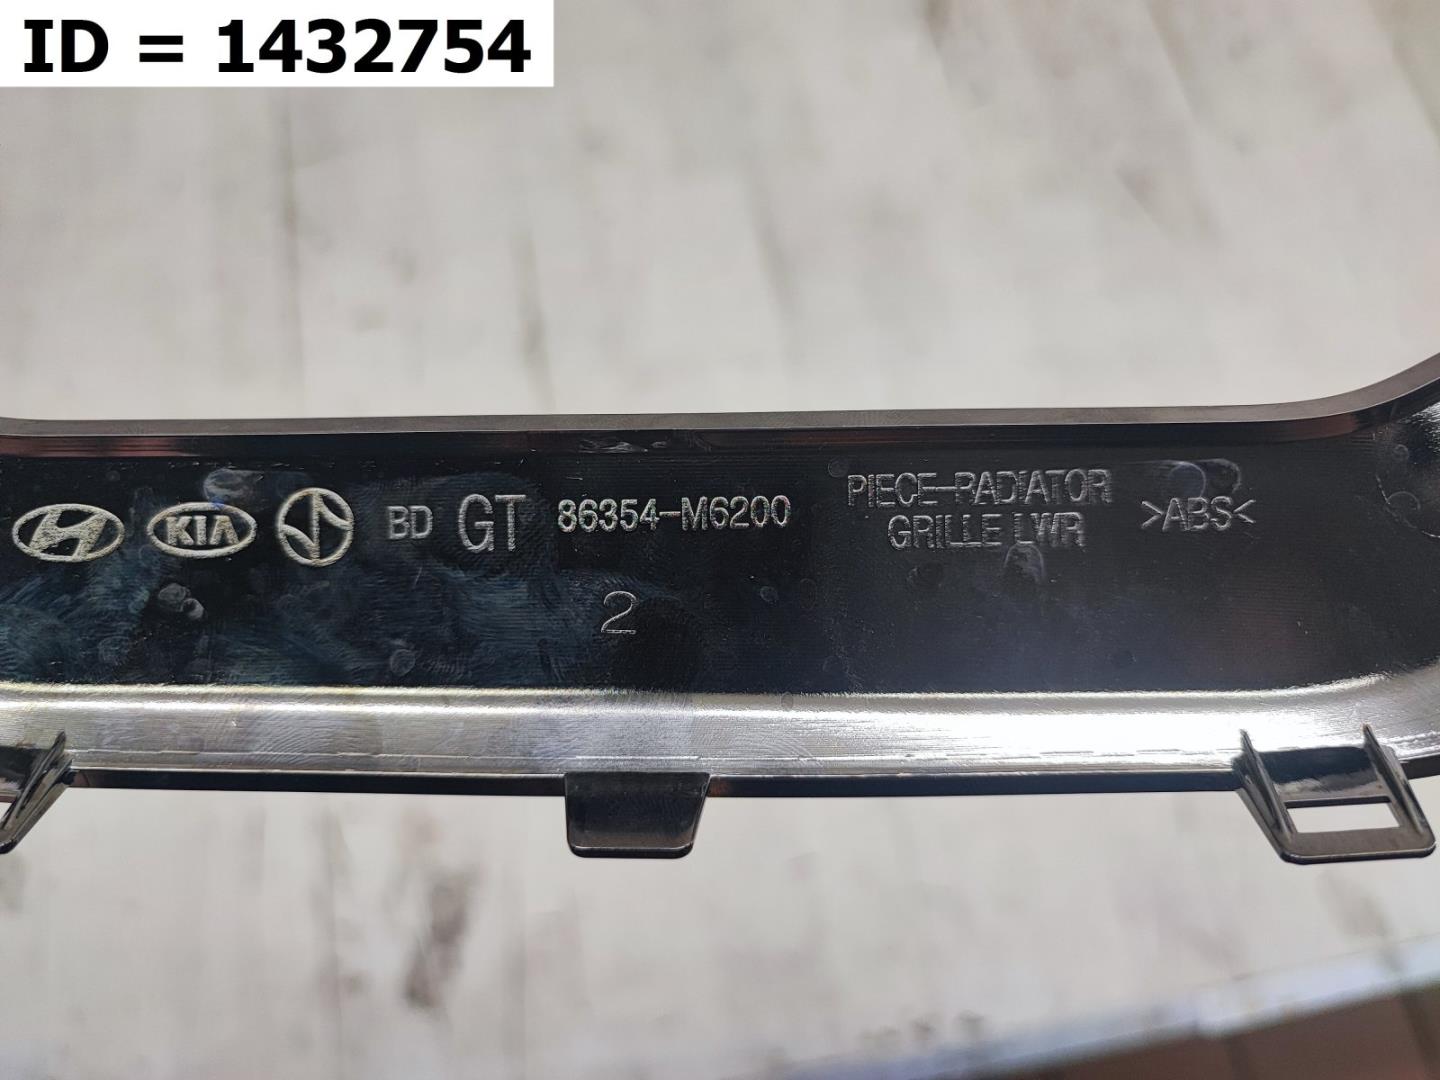 ID = 1432754
KIA BD GT 86354-M6200 PIECE-RADIATOR GRILLE LWR >ABS<
2